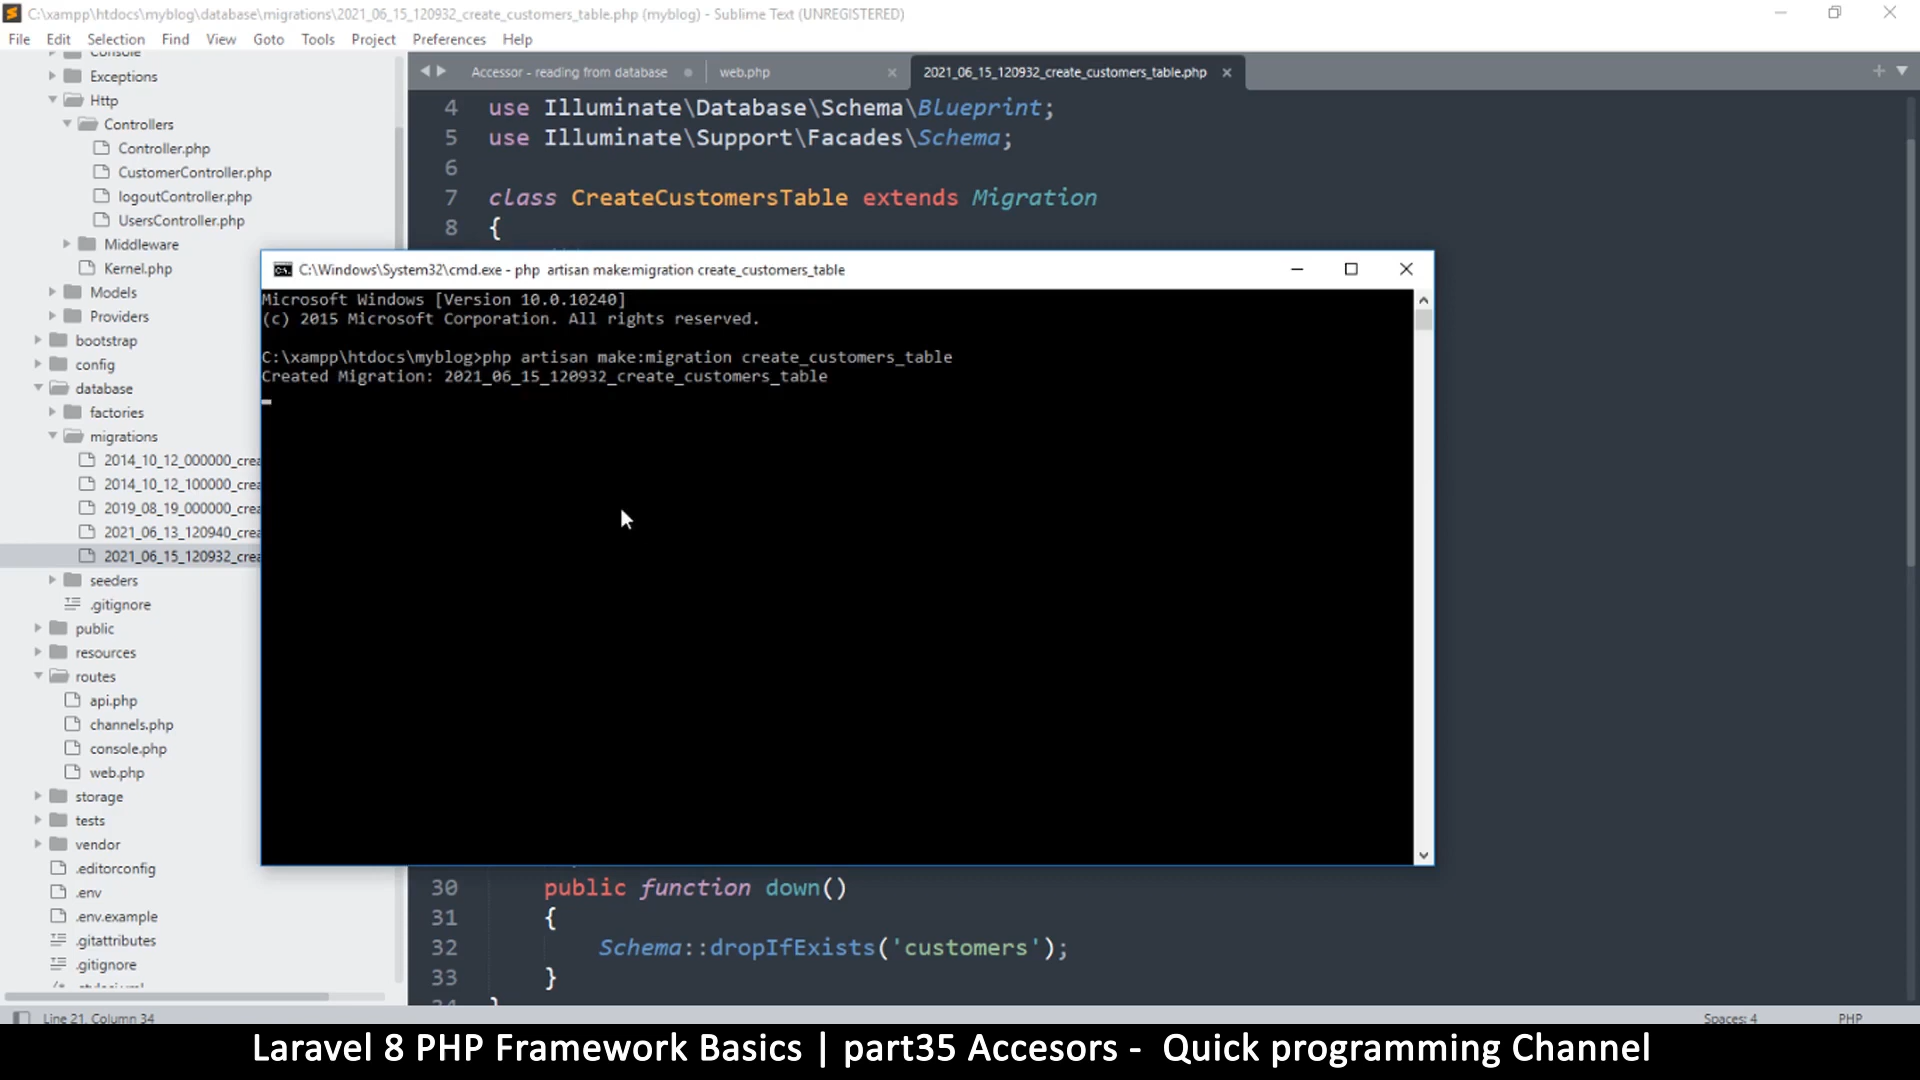 C:\xampp\htdocs\myblog\database\migrations\2021_06_15_120932_create_customers_table.php (myblog) - Sublime Text (UNREGISTERED)
File Edit Selection Find View Goto Tools Project Preferences Help
Console
Exceptions
Http
Controllers
Controller.php
CustomerController.php
logoutController.php
UsersController.php
Middleware
Kernel.php
Models
Providers
bootstrap
config
database
factories
migrations
2014_10_12_000000_crea
2014_10_12_100000_crea
2019_08_19_000000_crea
2021_06_13_120940_crea
2021_06_15_120932_crea
seeders
.gitignore
public
resources
routes
api.php
channels.php
console.php
web.php
storage
tests
vendor
.editorconfig
.env
.env.example
.gitattributes
.gitignore
Accessor - reading from database web.php 2021_06_15_120932_create_customers_table.php
4 use Illuminate\Database\Schema\Blueprint;
5 use Illuminate\Support\Facades\Schema;
6
7 class CreateCustomersTable extends Migration
8 {
C:\Windows\System32\cmd.exe - php artisan make:migration create_customers_table
Microsoft Windows [Version 10.0.10240]
(c) 2015 Microsoft Corporation. All rights reserved.
C:\xampp\htdocs\myblog>php artisan make:migration create_customers_table
Created Migration: 2021_06_15_120932_create_customers_table
30 public function down()
31 {
32 Schema::dropIfExists('customers');
33 }
34 }
Line 21, Column 34 Spaces: 4 PHP
Laravel 8 PHP Framework Basics | part35 Accesors - Quick programming Channel